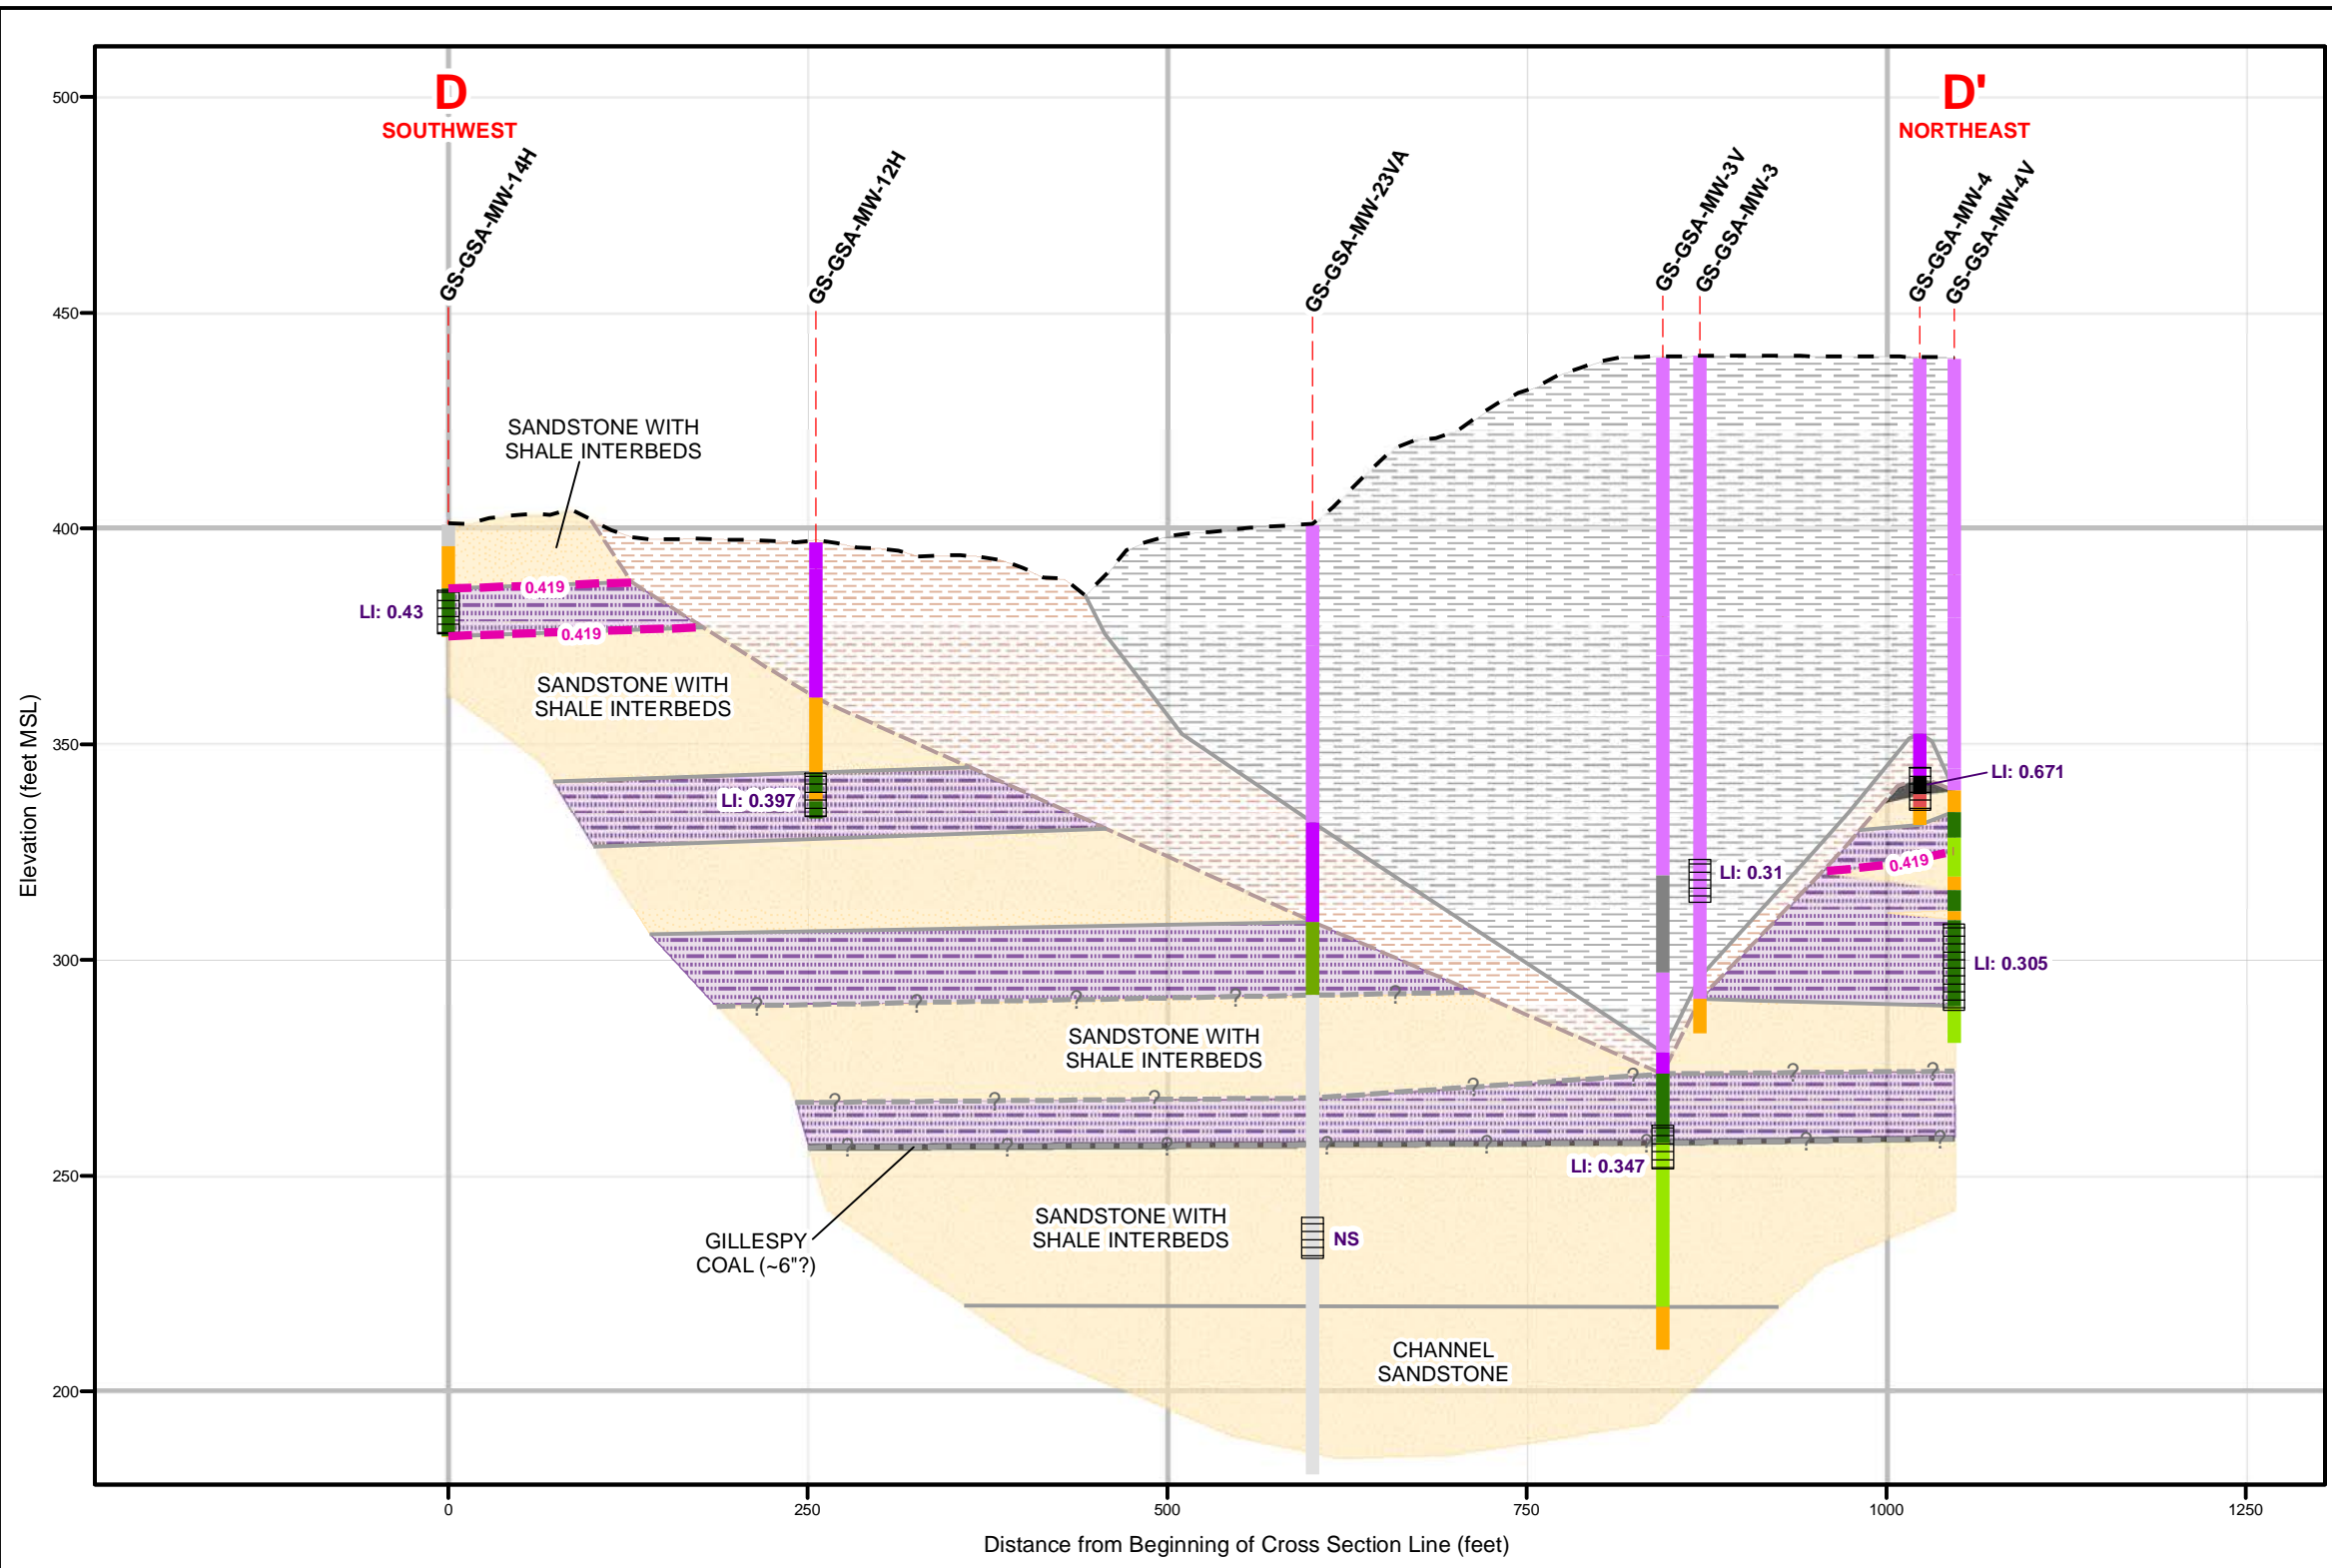 D
SOUTHWEST
D'
NORTHEAST
GS-GSA-MW-14H
GS-GSA-MW-12H
GS-GSA-MW-23VA
GS-GSA-MW-3V
GS-GSA-MW-3
GS-GSA-MW-4
GS-GSA-MW-4V
500
450
400
350
300
250
200
Elevation (feet MSL)
SANDSTONE WITH
SHALE INTERBEDS
0.419
LI: 0.43
0.419
SANDSTONE WITH
SHALE INTERBEDS
LI: 0.397
LI: 0.671
LI: 0.31
0.419
LI: 0.305
? ? ? ? ?
SANDSTONE WITH
SHALE INTERBEDS
? ? ? ? ? ? ?
? ? ? ? ? ? ? ?
LI: 0.347
GILLESPY
COAL (~6"?)
SANDSTONE WITH
SHALE INTERBEDS
NS
CHANNEL
SANDSTONE
0
250
500
750
1000
1250
Distance from Beginning of Cross Section Line (feet)